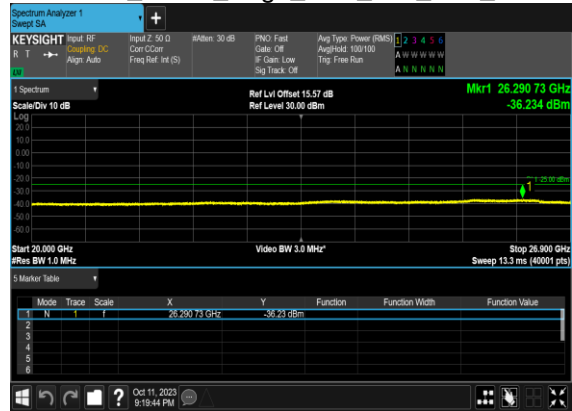 Spectrum Analyzer 1
Swept SA
+
KEYSIGHT
R T
Input: RF
Coupling: DC
Align: Auto
Input Z: 50 Ω
Corr CCorr
Freq Ref: Int (S)
#Atten: 30 dB
PNO: Fast
Gate: Off
IF Gain: Low
Sig Track: Off
Avg Type: Power (RMS)
Avg|Hold: 100/100
Trig: Free Run
1 2 3 4 5 6
A W W W W W
A N N N N N
1 Spectrum
Scale/Div 10 dB
Ref Lvl Offset 15.57 dB
Ref Level 30.00 dBm
Mkr1 26.290 73 GHz
-36.234 dBm
Log
20.0
10.0
0.00
-10.0
-20.0
-30.0
-40.0
-50.0
-60.0
1
-25.00 dBm
Start 20.000 GHz
#Res BW 1.0 MHz
Video BW 3.0 MHz*
Stop 26.900 GHz
Sweep 13.3 ms (40001 pts)
5 Marker Table
Mode Trace Scale X Y Function Function Width Function Value
1 N 1 f 26.290 73 GHz -36.23 dBm
2
3
4
5
6
?
Oct 11, 2023
9:19:44 PM